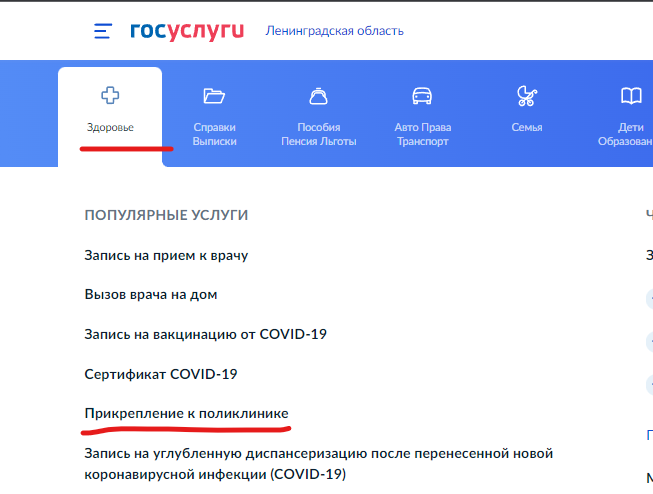 госуслуги Ленинградская область
Здоровье
Справки
Выписки
Пособия
Пенсия Льготы
Авто Права
Транспорт
Семья
Дети
ПОПУЛЯРНЫЕ УСЛУГИ
Запись на прием к врачу
Вызов врача на дом
Запись на вакцинацию от COVID-19
Сертификат COVID-19
Прикрепление к поликлинике
Запись на углубленную диспансеризацию после перенесенной новой
коронавирусной инфекции (COVID-19)